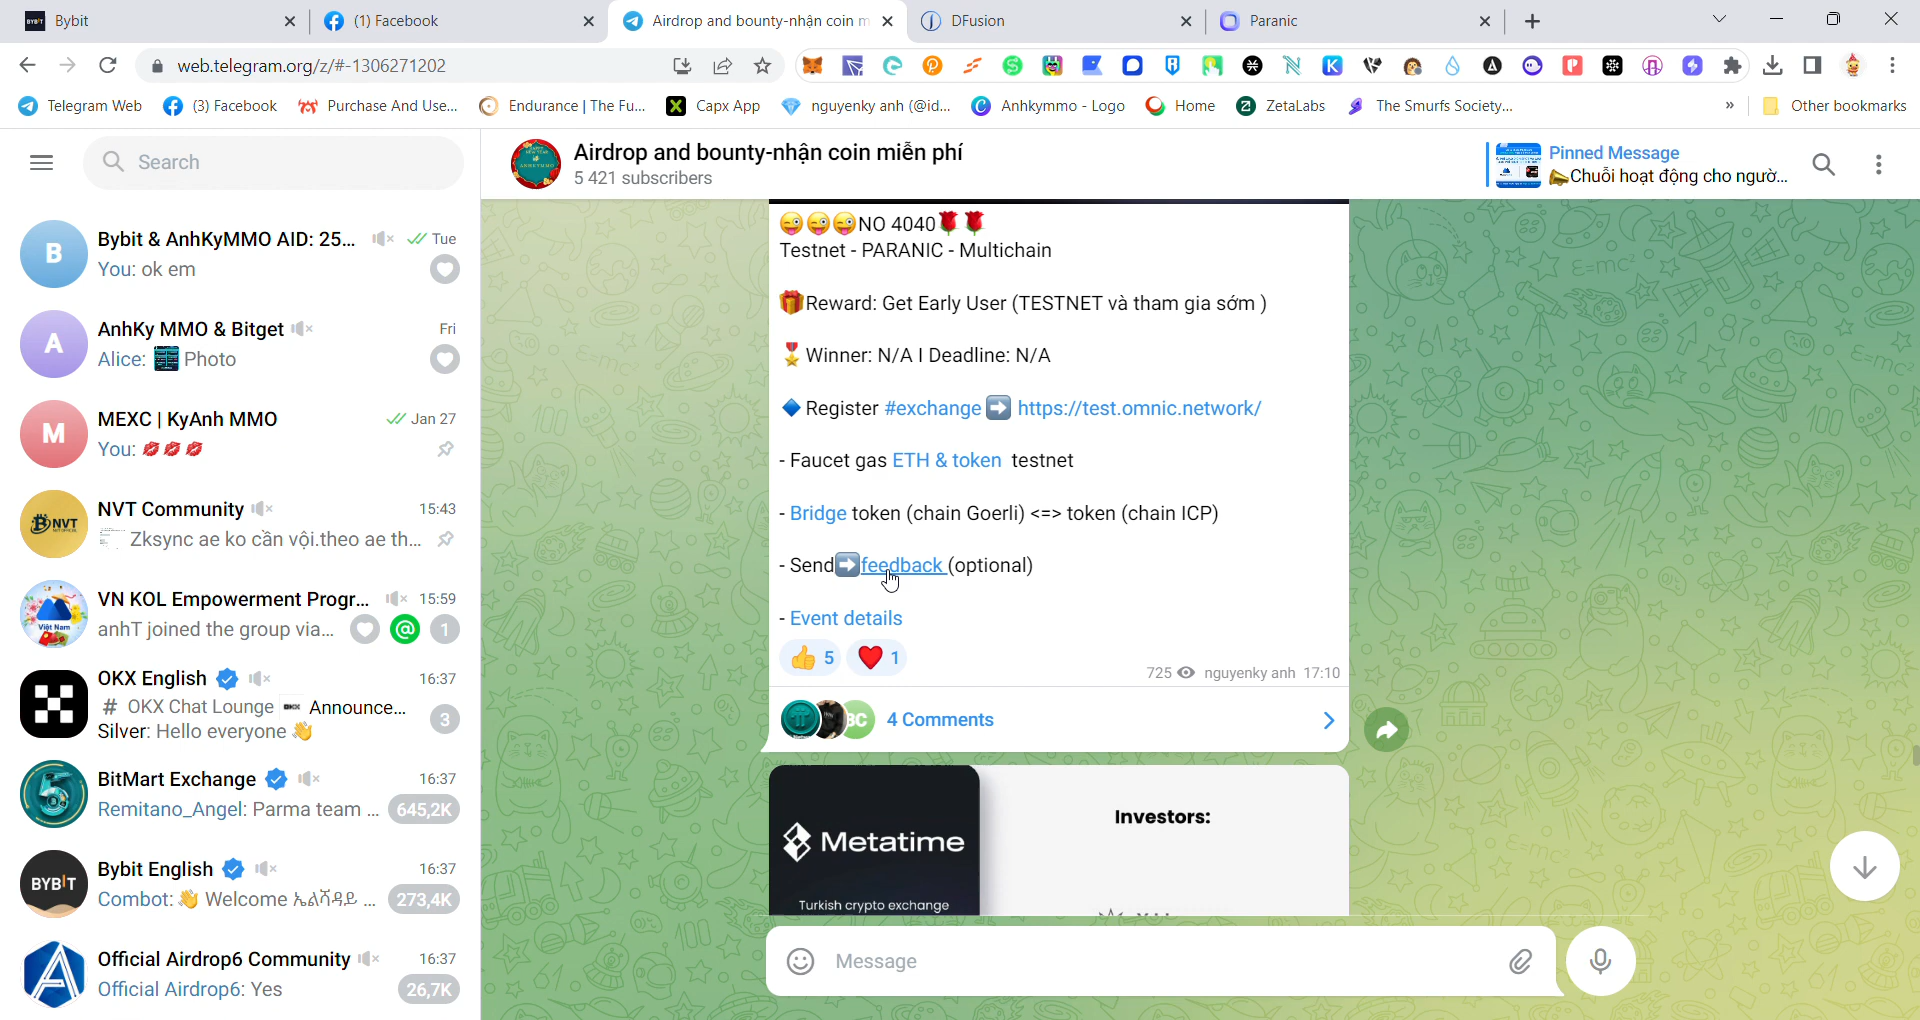 Bybit
(1) Facebook
Airdrop and bounty-nhận coin m
DFusion
Paranic
web.telegram.org/z/#-1306271202
Telegram Web
(3) Facebook
Purchase And Use...
Endurance | The Fu...
Capx App
nguyenky anh (@id...
Anhkymmo - Logo
Home
ZetaLabs
The Smurfs Society...
»
Other bookmarks
Search
Airdrop and bounty-nhận coin miễn phí
5 421 subscribers
Pinned Message
📣Chuỗi hoạt động cho ngườ...
B
Bybit & AnhKyMMO AID: 25...
Tue
You: ok em
A
AnhKy MMO & Bitget
Fri
Alice: Photo
M
MEXC | KyAnh MMO
Jan 27
You: 💋💋💋
NVT
NVT Community
15:43
Zksync ae ko cần vội.theo ae th...
Việt Nam
VN KOL Empowerment Progr...
15:59
anhT joined the group via...
@
1
OKX English
16:37
# OKX Chat Lounge
Announce...
Silver: Hello everyone 👋
3
BitMart Exchange
16:37
Remitano_Angel: Parma team ...
645,2K
BYBIT
Bybit English
16:37
Combot: 👋 Welcome ...
273,4K
Official Airdrop6 Community
16:37
Official Airdrop6: Yes
26,7K
😜😜😜NO 4040🌹🌹
Testnet - PARANIC - Multichain
🎁Reward: Get Early User (TESTNET và tham gia sớm )
🎖Winner: N/A I Deadline: N/A
🔹Register #exchange ➡️ https://test.omnic.network/
- Faucet gas ETH & token testnet
- Bridge token (chain Goerli) <=> token (chain ICP)
- Send➡️feedback (optional)
- Event details
👍 5
❤️ 1
725
nguyenky anh 17:10
BC
4 Comments
Metatime
Turkish crypto exchange
Investors:
Message